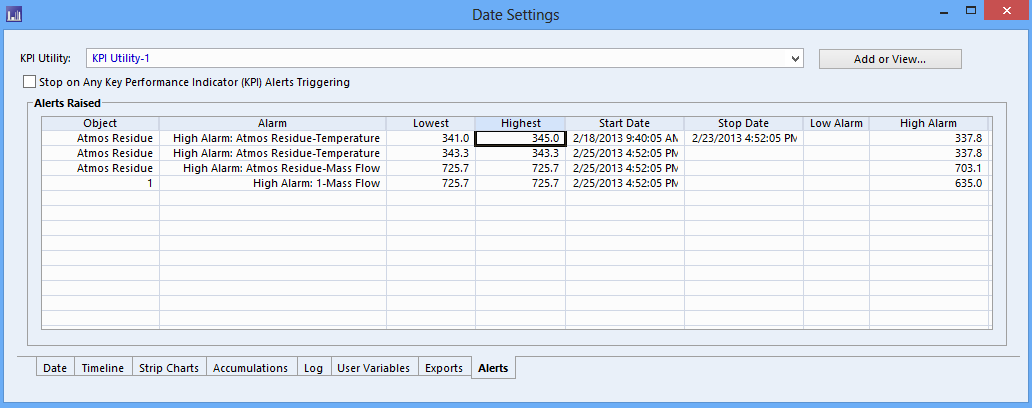 Date Settings
KPI Utility: KPI Utility-1 Add or View...
Stop on Any Key Performance Indicator (KPI) Alerts Triggering
Alerts Raised
Object Alarm Lowest Highest Start Date Stop Date Low Alarm High Alarm
Atmos Residue High Alarm: Atmos Residue-Temperature 341.0 345.0 2/18/2013 9:40:05 AM 2/23/2013 4:52:05 PM 337.8
Atmos Residue High Alarm: Atmos Residue-Temperature 343.3 343.3 2/25/2013 4:52:05 PM 337.8
Atmos Residue High Alarm: Atmos Residue-Mass Flow 725.7 725.7 2/25/2013 4:52:05 PM 703.1
1 High Alarm: 1-Mass Flow 725.7 725.7 2/25/2013 4:52:05 PM 635.0
Date Timeline Strip Charts Accumulations Log User Variables Exports Alerts